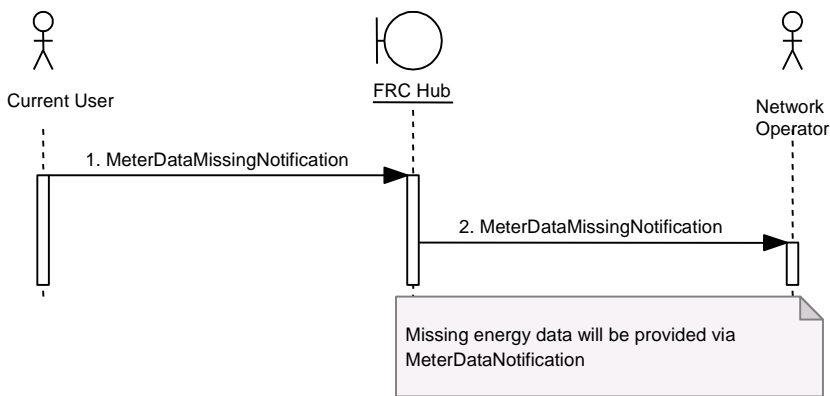 Current User
FRC Hub
Network
Operator
1. MeterDataMissingNotification
2. MeterDataMissingNotification
Missing energy data will be provided via
MeterDataNotification